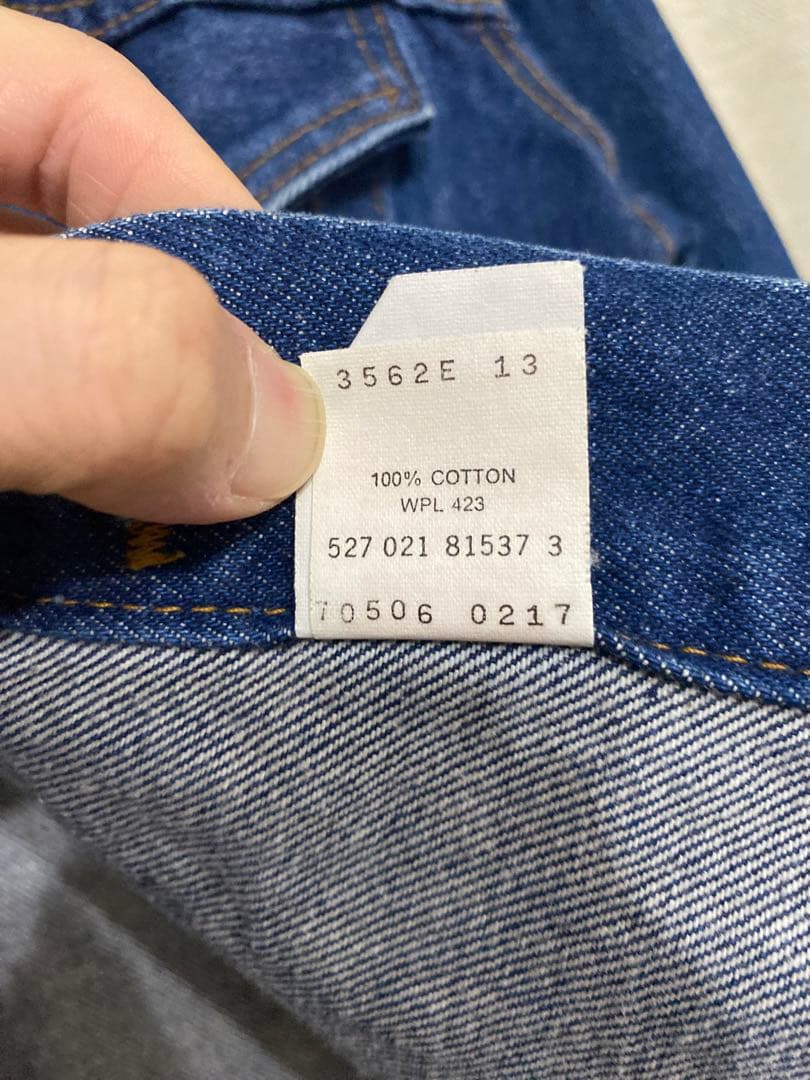 3562E 13
100% COTTON
WPL 423
527 021 81537 3
70506 0217